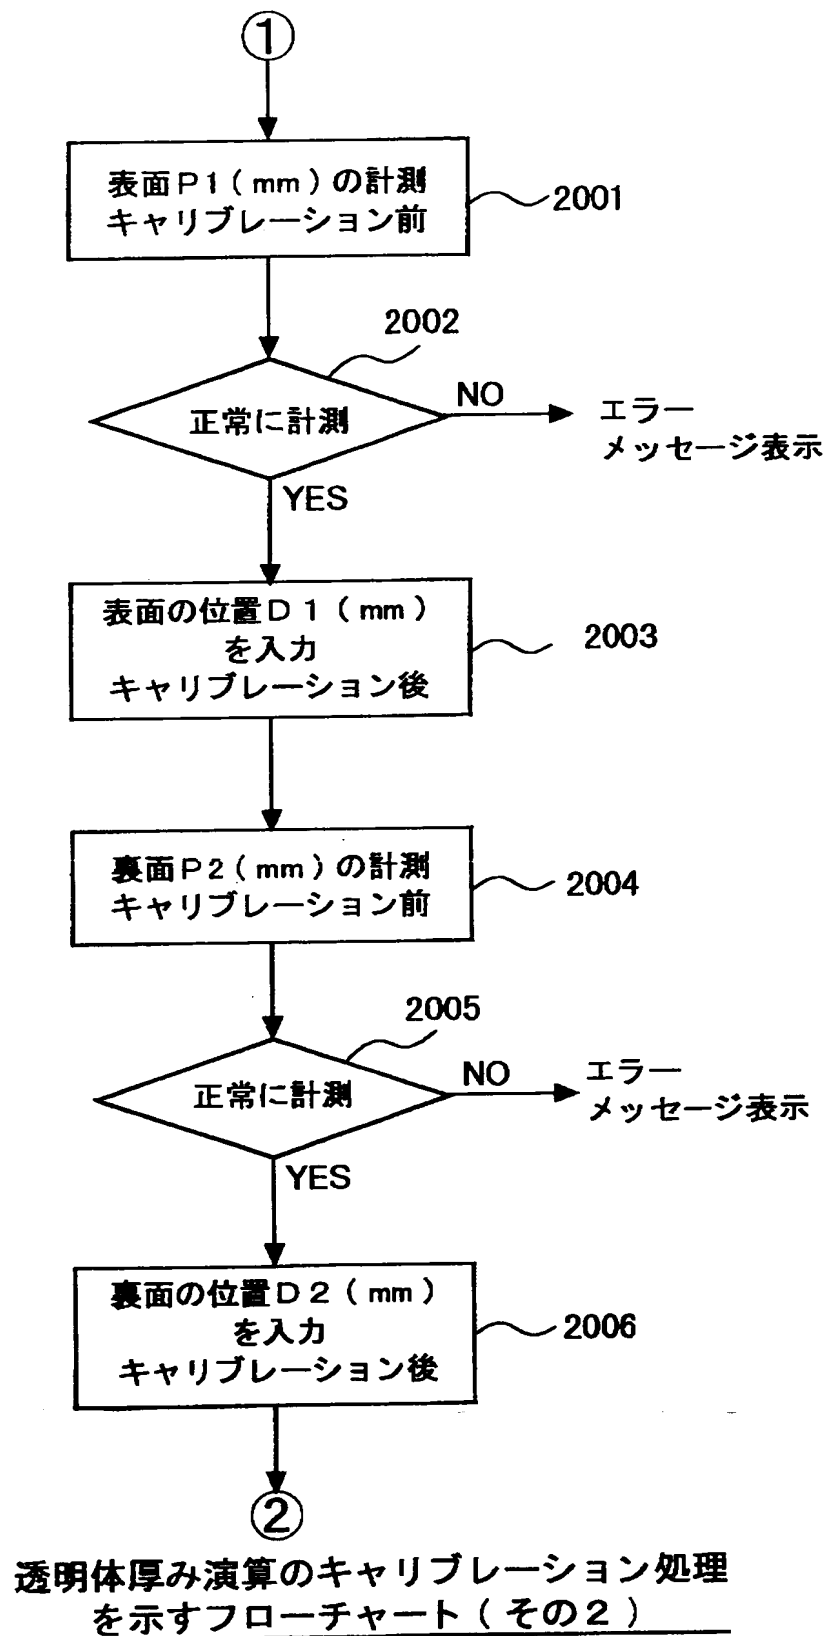 ①
表面P1(mm)の計測
キャリブレーション前
2001
2002
正常に計測
NO
エラー
メッセージ表示
YES
表面の位置D1(mm)
を入力
キャリブレーション後
2003
裏面P2(mm)の計測
キャリブレーション前
2004
2005
正常に計測
NO
エラー
メッセージ表示
YES
裏面の位置D2(mm)
を入力
キャリブレーション後
2006
②
透明体厚み演算のキャリブレーション処理
を示すフローチャート(その2)